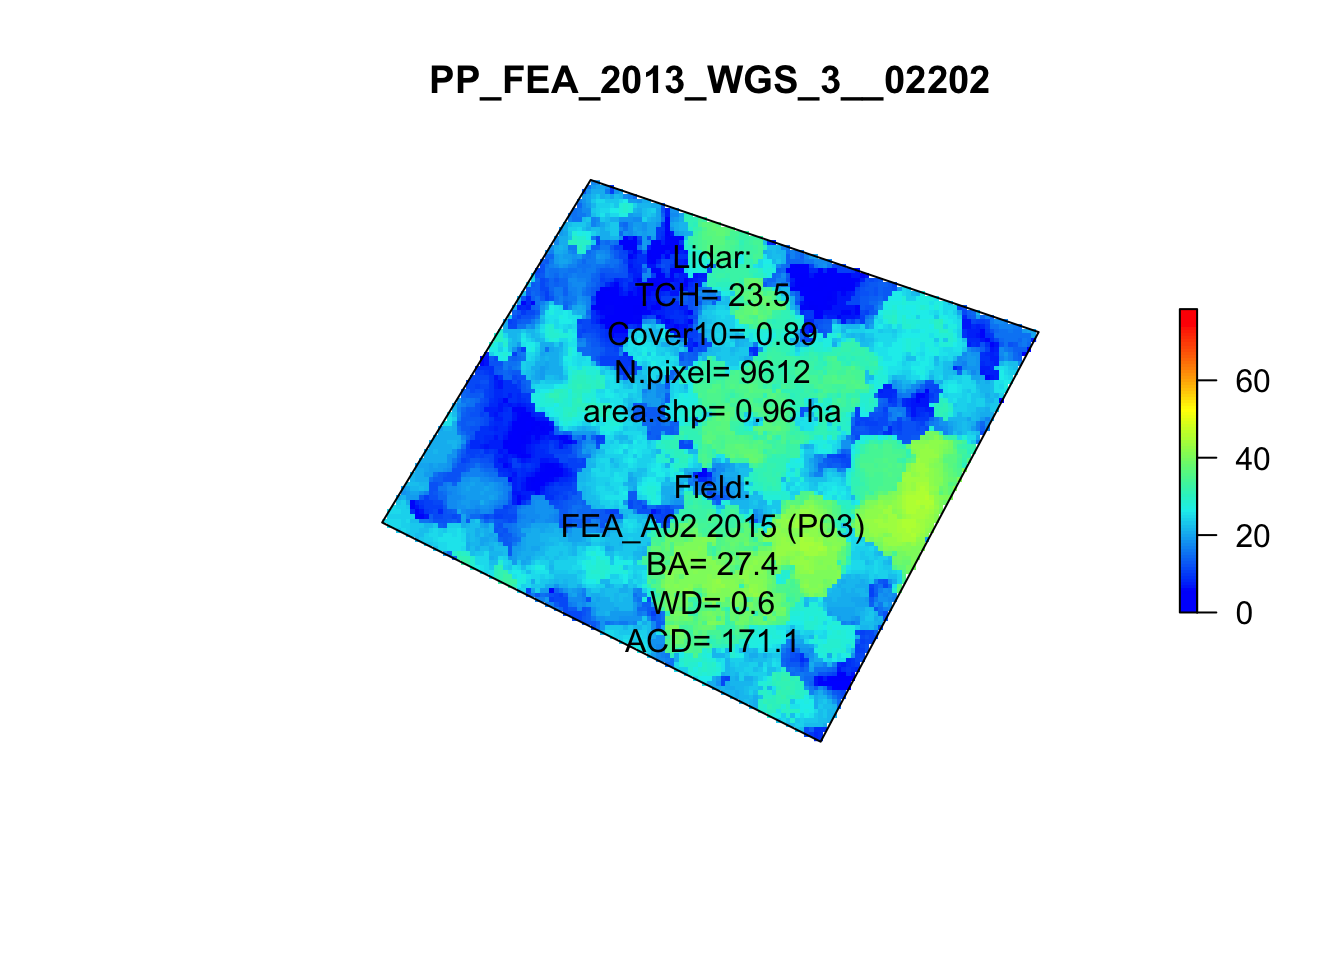 PP_FEA_2013_WGS_3__02202
Lidar:
TCH= 23.5
Cover10= 0.89
N.pixel= 9612
area.shp= 0.96 ha
Field:
FEA_A02 2015 (P03)
BA= 27.4
WD= 0.6
ACD= 171.1
60
40
20
0